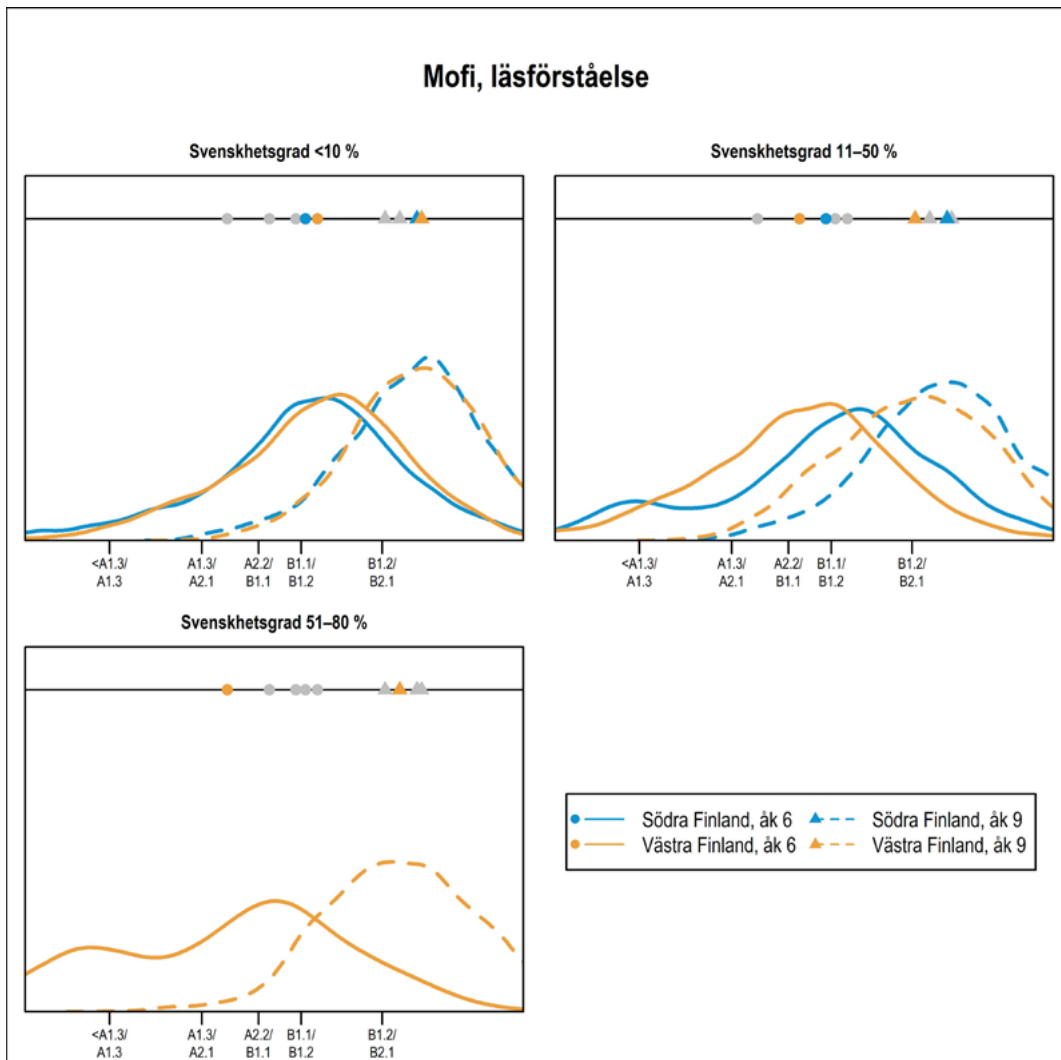 Mofi, läsförståelse
Svenskhetsgrad <10 %
Svenskhetsgrad 11–50 %
<A1.3/ A1.3/ A2.2/ B1.1/ B1.2/
A1.3 A2.1 B1.1 B1.2 B2.1
<A1.3/ A1.3/ A2.2/ B1.1/ B1.2/
A1.3 A2.1 B1.1 B1.2 B2.1
Svenskhetsgrad 51–80 %
Södra Finland, åk 6 Södra Finland, åk 9
Västra Finland, åk 6 Västra Finland, åk 9
<A1.3/ A1.3/ A2.2/ B1.1/ B1.2/
A1.3 A2.1 B1.1 B1.2 B2.1